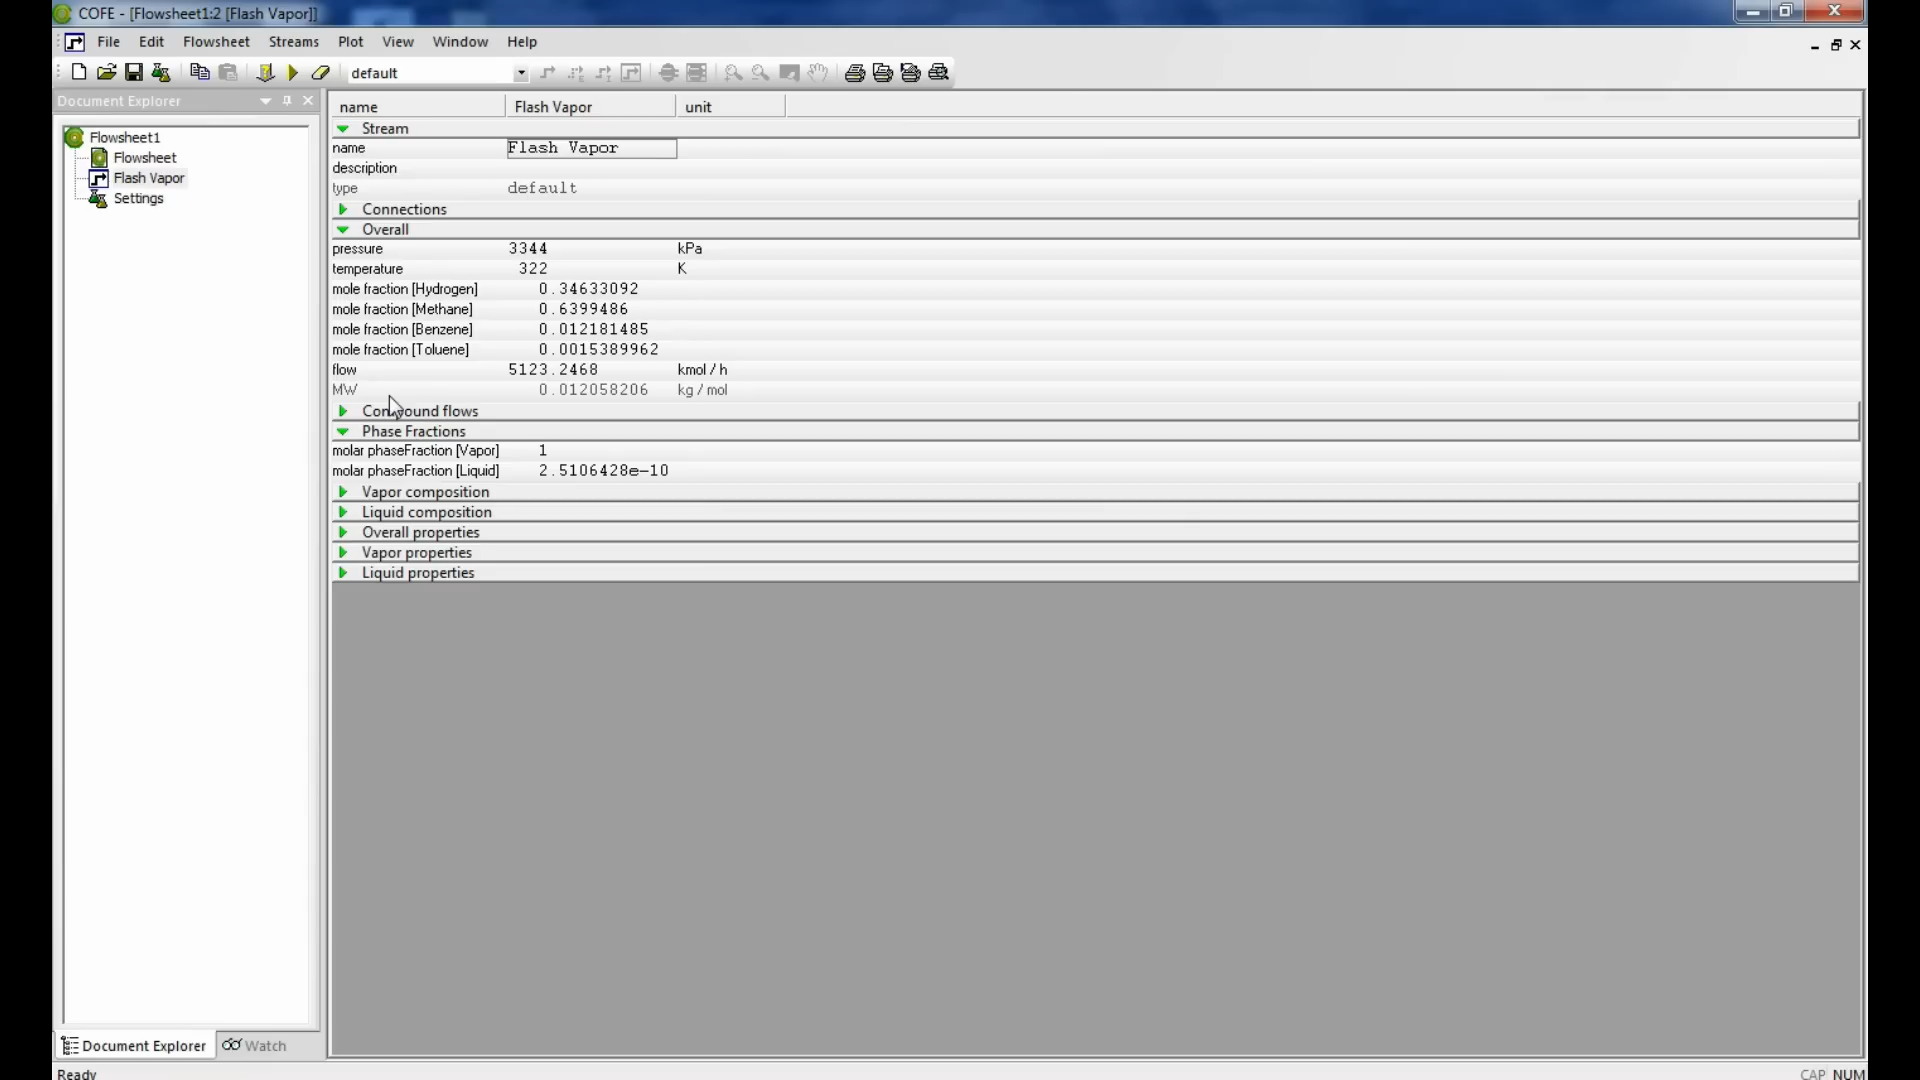 COFE - [Flowsheet1:2 [Flash Vapor]]
File Edit Flowsheet Streams Plot View Window Help
default
Document Explorer
Flowsheet1
Flowsheet
Flash Vapor
Settings
name Flash Vapor unit
Stream
name Flash Vapor
description
type default
Connections
Overall
pressure 3344 kPa
temperature 322 K
mole fraction [Hydrogen] 0.34633092
mole fraction [Methane] 0.6399486
mole fraction [Benzene] 0.012181485
mole fraction [Toluene] 0.0015389962
flow 5123.2468 kmol / h
MW 0.012058206 kg / mol
Compound flows
Phase Fractions
molar phaseFraction [Vapor] 1
molar phaseFraction [Liquid] 2.5106428e-10
Vapor composition
Liquid composition
Overall properties
Vapor properties
Liquid properties
Document Explorer Watch
Ready CAP NUM